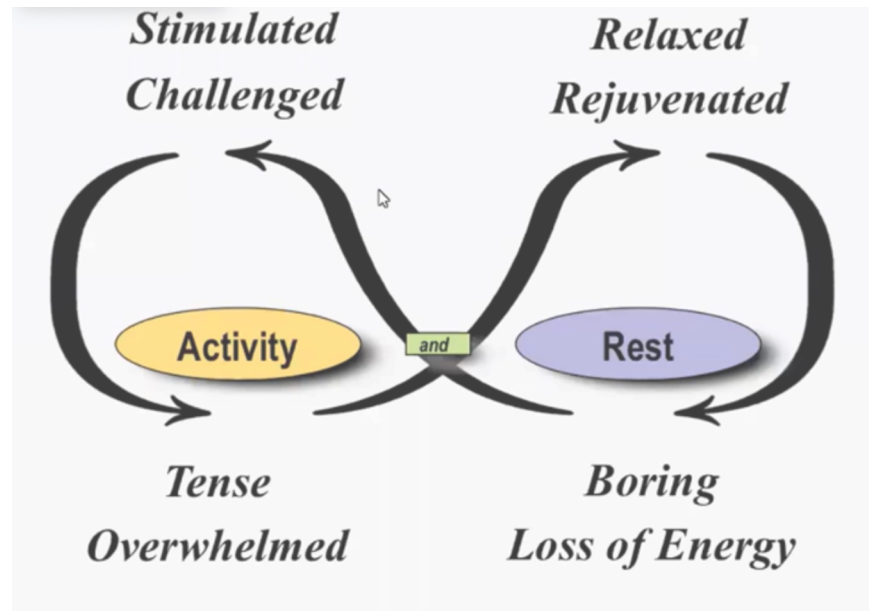 Stimulated
Challenged
Relaxed
Rejuvenated
Activity
and
Rest
Tense
Overwhelmed
Boring
Loss of Energy